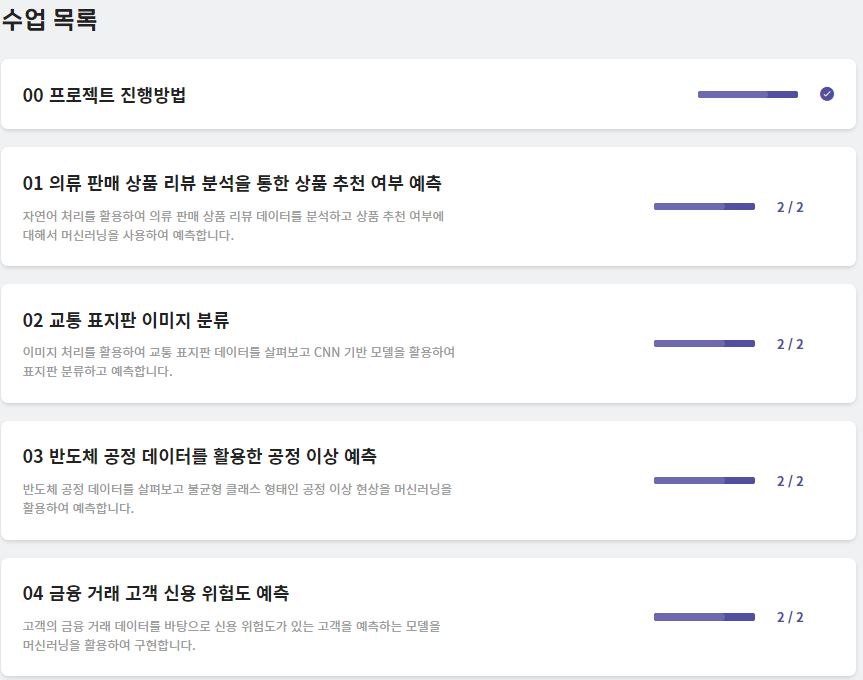 수업 목록
00 프로젝트 진행방법
01 의류 판매 상품 리뷰 분석을 통한 상품 추천 여부 예측
자연어 처리를 활용하여 의류 판매 상품 리뷰 데이터를 분석하고 상품 추천 여부에
대해서 머신러닝을 사용하여 예측합니다.
2 / 2
02 교통 표지판 이미지 분류
이미지 처리를 활용하여 교통 표지판 데이터를 살펴보고 CNN 기반 모델을 활용하여
표지판 분류하고 예측합니다.
2 / 2
03 반도체 공정 데이터를 활용한 공정 이상 예측
반도체 공정 데이터를 살펴보고 불균형 클래스 형태인 공정 이상 현상을 머신러닝을
활용하여 예측합니다.
2 / 2
04 금융 거래 고객 신용 위험도 예측
고객의 금융 거래 데이터를 바탕으로 신용 위험도가 있는 고객을 예측하는 모델을
머신러닝을 활용하여 구현합니다.
2 / 2